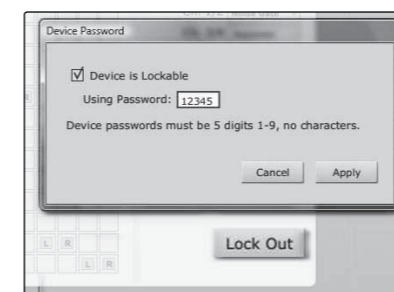 Device Password
Device is Lockable
Using Password: 12345
Device passwords must be 5 digits 1-9, no characters.
Cancel Apply
Lock Out
L R
L R